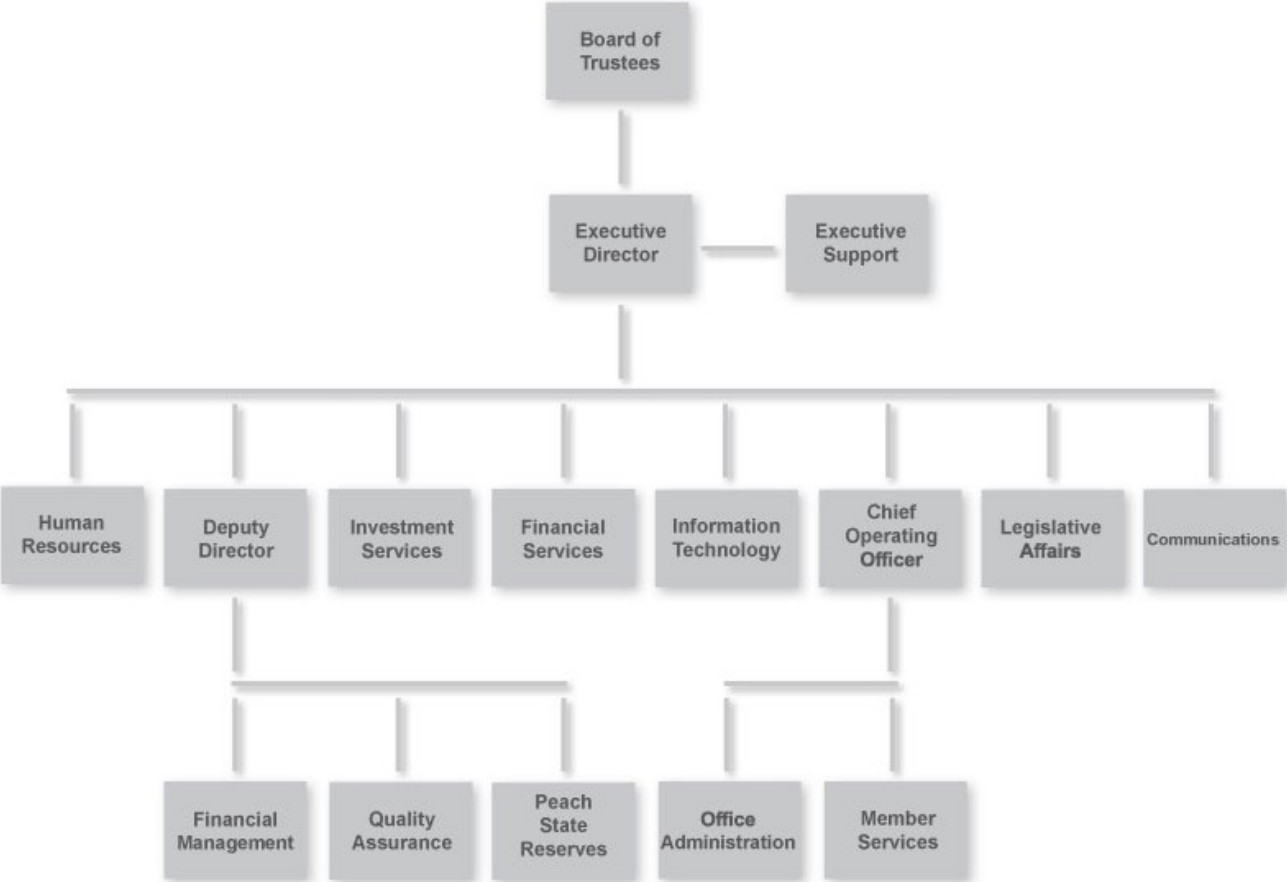 Board of
Trustees
Executive
Director
Executive
Support
Human
Resources
Deputy
Director
Investment
Services
Financial
Services
Information
Technology
Chief
Operating
Officer
Legislative
Affairs
Communications
Financial
Management
Quality
Assurance
Peach
State
Reserves
Office
Administration
Member
Services